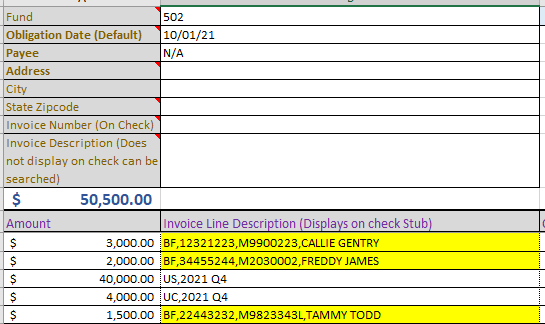 Fund 502
Obligation Date (Default) 10/01/21
Payee N/A
Address
City
State Zipcode
Invoice Number (On Check)
Invoice Description (Does
not display on check can be
searched)
$ 50,500.00
Amount Invoice Line Description (Displays on check Stub)
$ 3,000.00 BF,12321223,M9900223,CALLIE GENTRY
$ 2,000.00 BF,34455244,M2030002,FREDDY JAMES
$ 40,000.00 US,2021 Q4
$ 4,000.00 UC,2021 Q4
$ 1,500.00 BF,22443232,M9823343L,TAMMY TODD